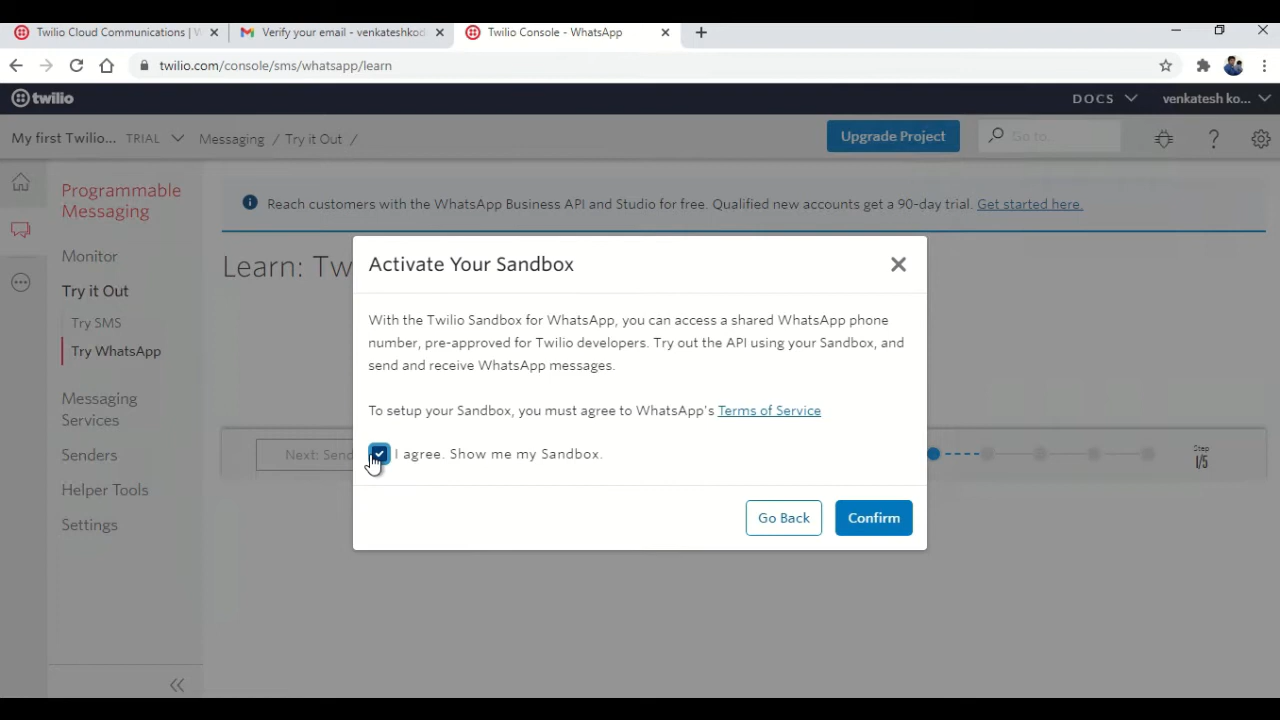 Twilio Cloud Communications | W
Verify your email - venkateshkod
Twilio Console - WhatsApp
twilio.com/console/sms/whatsapp/learn
twilio
DOCS
venkatesh ko...
My first Twilio... TRIAL
Messaging / Try it Out /
Upgrade Project
Go to..
?
Programmable
Messaging
Monitor
Try it Out
Try SMS
Try WhatsApp
Messaging
Services
Senders
Helper Tools
Settings
Reach customers with the WhatsApp Business API and Studio for free. Qualified new accounts get a 90-day trial. Get started here.
Learn: Tw
Activate Your Sandbox
With the Twilio Sandbox for WhatsApp, you can access a shared WhatsApp phone
number, pre-approved for Twilio developers. Try out the API using your Sandbox, and
send and receive WhatsApp messages.
To setup your Sandbox, you must agree to WhatsApp's Terms of Service
I agree. Show me my Sandbox.
Go Back
Confirm
Next: Send
Step
1/5